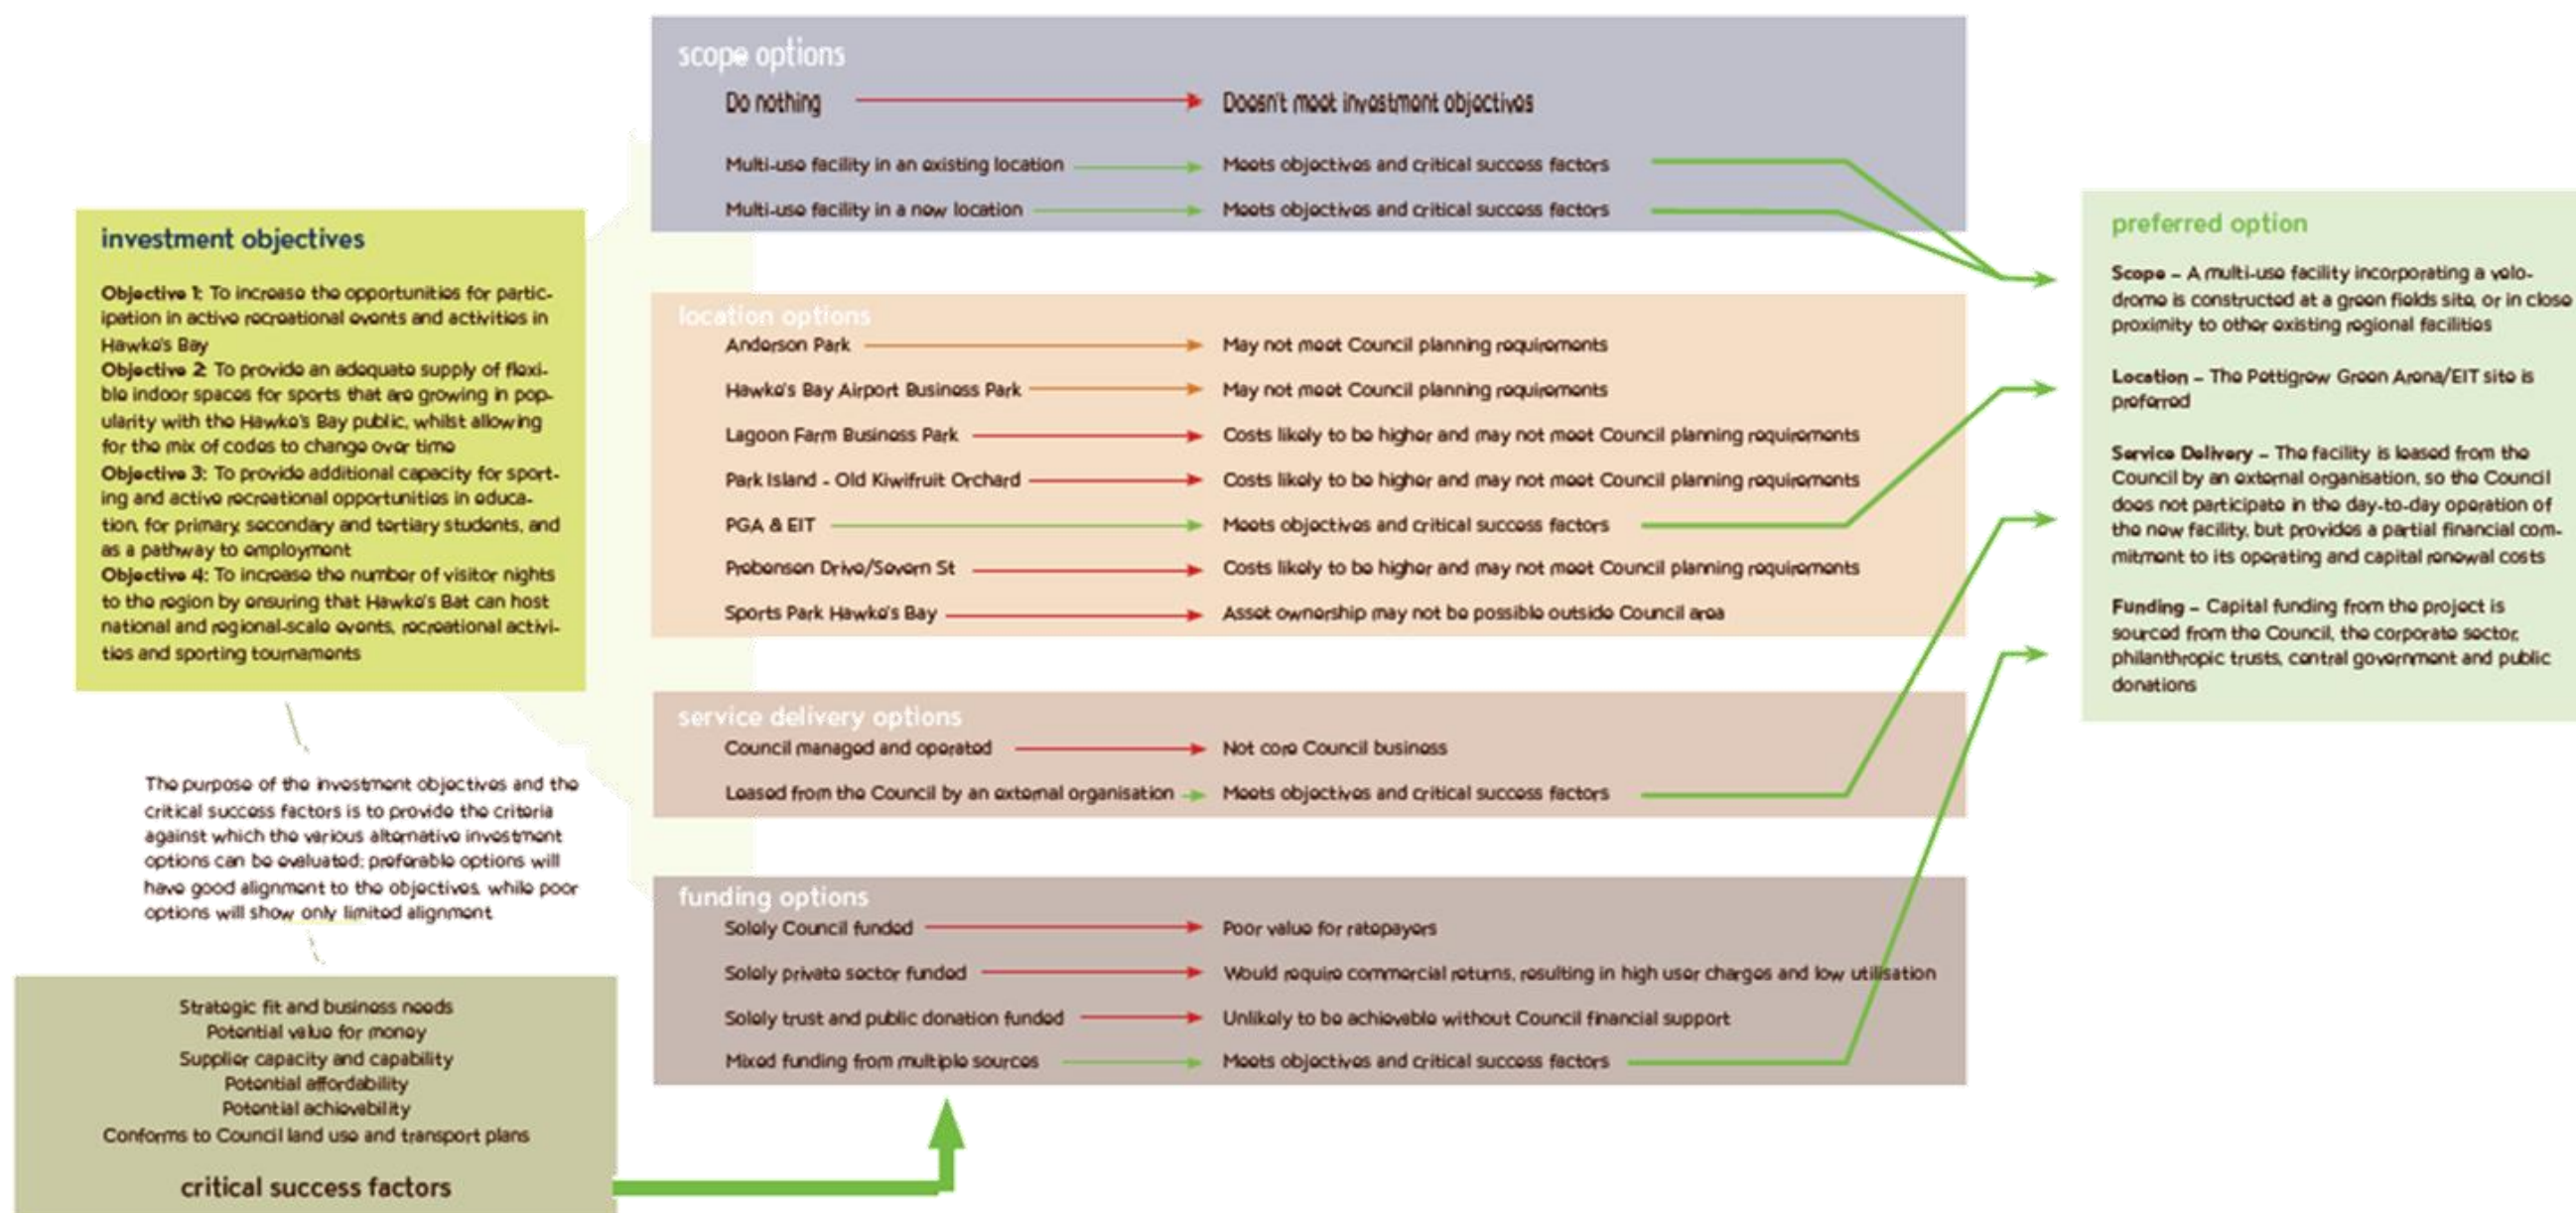 investment objectives
Objective 1: To increase the opportunities for partic-
ipation in active recreational events and activities in
Hawke's Bay
Objective 2: To provide an adequate supply of flexi-
ble indoor spaces for sports that are growing in pop-
ularity with the Hawke's Bay public, whilst allowing
for the mix of codes to change over time
Objective 3: To provide additional capacity for sport-
ing and active recreational opportunities in educa-
tion, for primary, secondary and tertiary students, and
as a pathway to employment
Objective 4: To increase the number of visitor nights
to the region by ensuring that Hawke's Bat can host
national and regional-scale events, recreational activi-
ties and sporting tournaments
The purpose of the investment objectives and the
critical success factors is to provide the criteria
against which the various alternative investment
options can be evaluated; preferable options will
have good alignment to the objectives, while poor
options will show only limited alignment
Strategic fit and business needs
Potential value for money
Supplier capacity and capability
Potential affordability
Potential achievability
Conforms to Council land use and transport plans
critical success factors
scope options
Do nothing Doesn't meet investment objectives
Multi-use facility in an existing location Meets objectives and critical success factors
Multi-use facility in a new location Meets objectives and critical success factors
location options
Anderson Park May not meet Council planning requirements
Hawke's Bay Airport Business Park May not meet Council planning requirements
Lagoon Farm Business Park Costs likely to be higher and may not meet Council planning requirements
Park Island - Old Kiwifruit Orchard Costs likely to be higher and may not meet Council planning requirements
PGA & EIT Meets objectives and critical success factors
Prebensen Drive/Severn St Costs likely to be higher and may not meet Council planning requirements
Sports Park Hawke's Bay Asset ownership may not be possible outside Council area
service delivery options
Council managed and operated Not core Council business
Leased from the Council by an external organisation Meets objectives and critical success factors
funding options
Solely Council funded Poor value for ratepayers
Solely private sector funded Would require commercial returns, resulting in high user charges and low utilisation
Solely trust and public donation funded Unlikely to be achievable without Council financial support
Mixed funding from multiple sources Meets objectives and critical success factors
preferred option
Scope – A multi-use facility incorporating a velo-
drome is constructed at a green fields site, or in close
proximity to other existing regional facilities
Location – The Pettigrew Green Arena/EIT site is
preferred
Service Delivery – The facility is leased from the
Council by an external organisation, so the Council
does not participate in the day-to-day operation of
the new facility, but provides a partial financial com-
mitment to its operating and capital renewal costs
Funding – Capital funding from the project is
sourced from the Council, the corporate sector,
philanthropic trusts, central government and public
donations